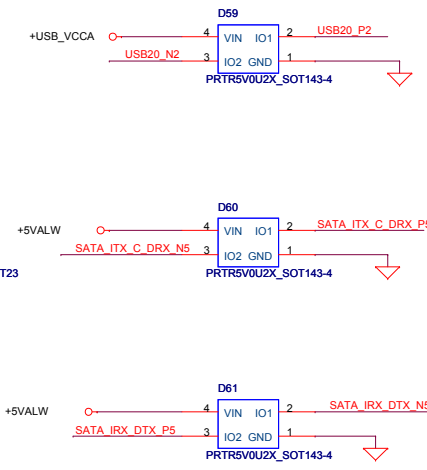 D59
+USB_VCCA 4 VIN IO1 2 USB20_P2
USB20_N2 3 IO2 GND 1
PRTR5V0U2X_SOT143-4
D60
+5VALW 4 VIN IO1 2 SATA_ITX_C_DRX_P5
SATA_ITX_C_DRX_N5 3 IO2 GND 1
T23 PRTR5V0U2X_SOT143-4
D61
+5VALW 4 VIN IO1 2 SATA_IRX_DTX_N5
SATA_IRX_DTX_P5 3 IO2 GND 1
PRTR5V0U2X_SOT143-4